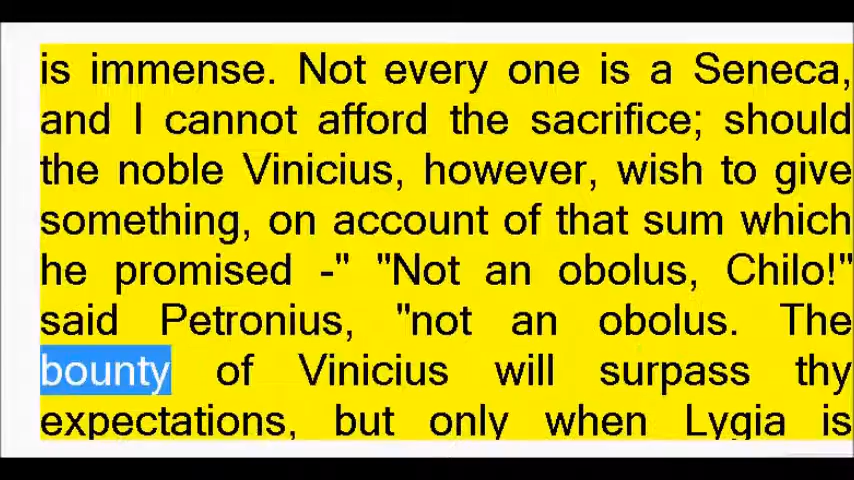 is immense. Not every one is a Seneca,
and I cannot afford the sacrifice; should
the noble Vinicius, however, wish to give
something, on account of that sum which
he promised -" "Not an obolus, Chilo!"
said Petronius, "not an obolus. The
bounty of Vinicius will surpass thy
expectations, but only when Lygia is